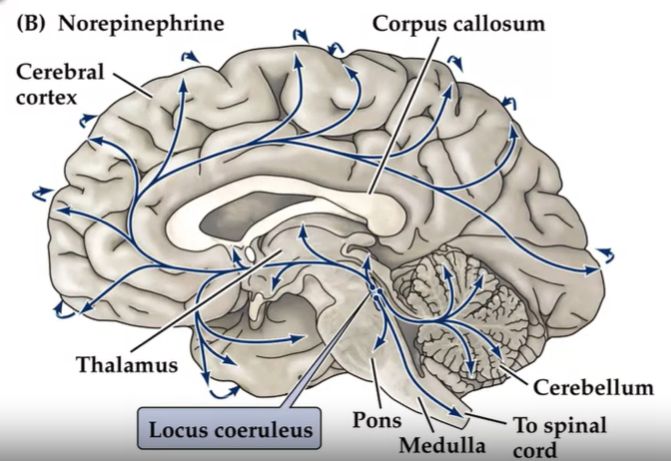 (B) Norepinephrine
Corpus callosum
Cerebral
cortex
Thalamus
Locus coeruleus
Pons
Medulla
Cerebellum
To spinal
cord